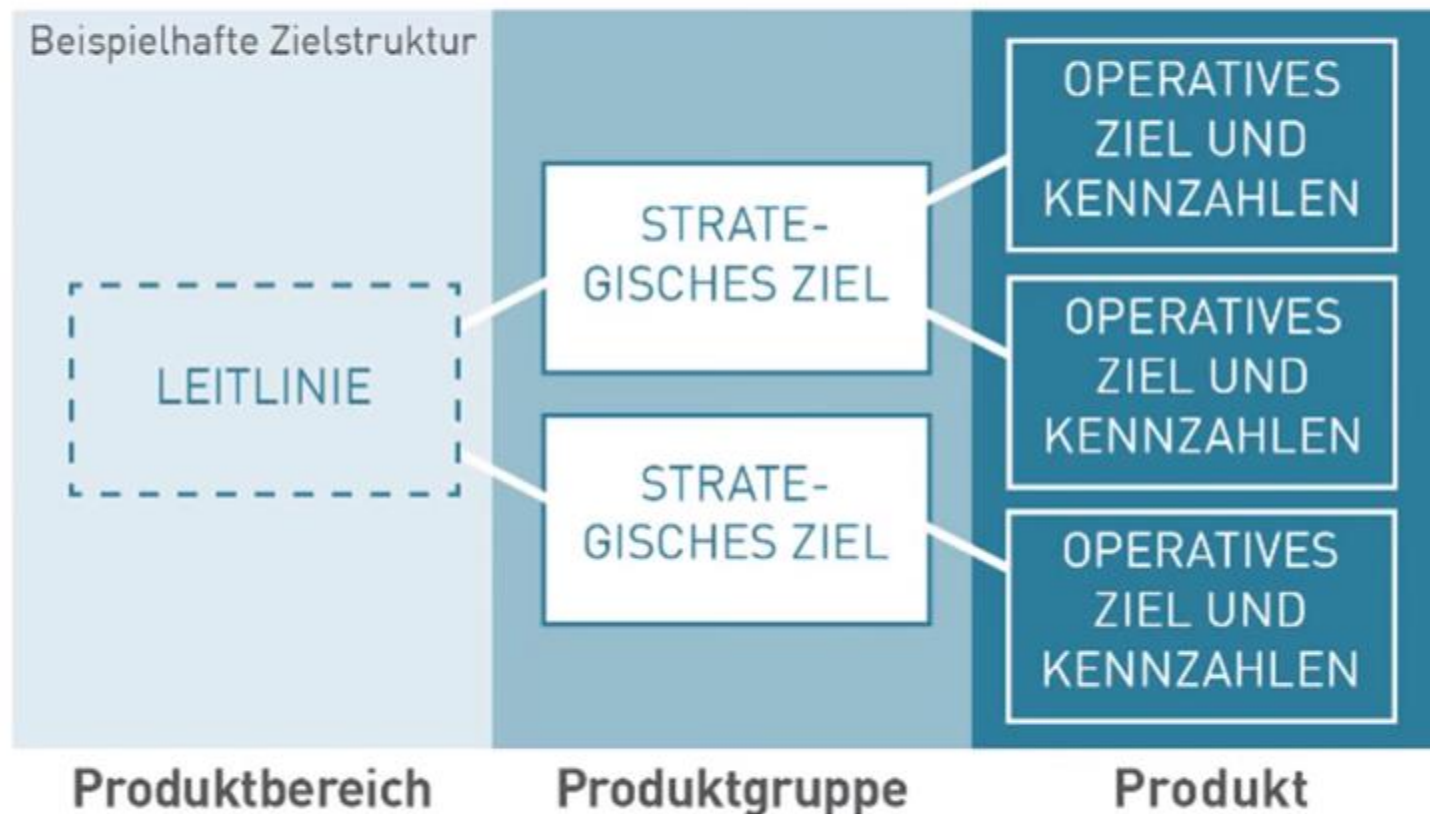 Beispielhafte Zielstruktur
LEITLINIE
STRATE-
GISCHES ZIEL
STRATE-
GISCHES ZIEL
OPERATIVES
ZIEL UND
KENNZAHLEN
OPERATIVES
ZIEL UND
KENNZAHLEN
OPERATIVES
ZIEL UND
KENNZAHLEN
Produktbereich
Produktgruppe
Produkt